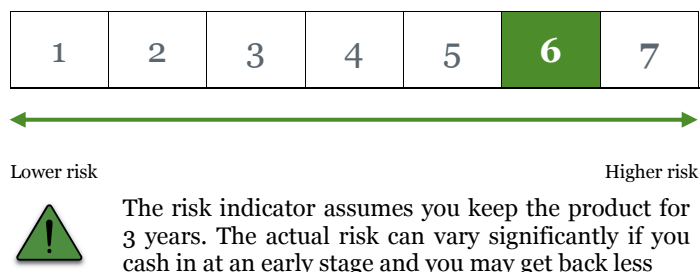 1 2 3 4 5 6 7
Lower risk Higher risk
The risk indicator assumes you keep the product for
3 years. The actual risk can vary significantly if you
cash in at an early stage and you may get back less